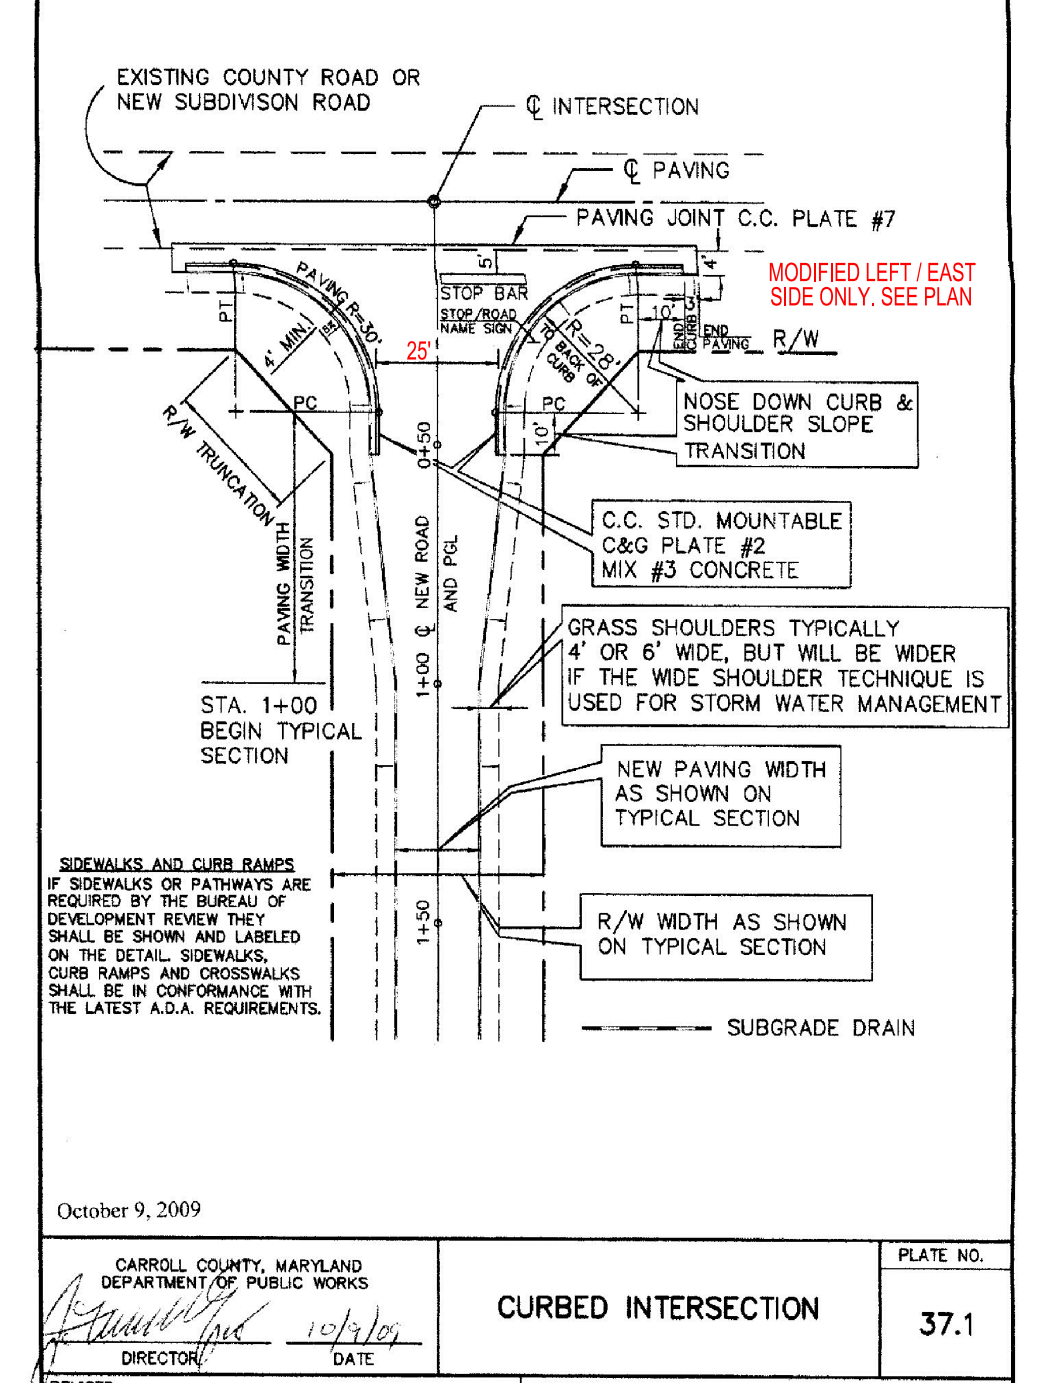 EXISTING COUNTY ROAD OR
NEW SUBDIVISON ROAD
℄ INTERSECTION
℄ PAVING
PAVING JOINT C.C. PLATE #7
MODIFIED LEFT / EAST
SIDE ONLY. SEE PLAN
PAVING R=30'
5'
4'
STOP BAR
STOP/ROAD
NAME SIGN
PT
4' MIN.
25'
R=28'
TO BACK OF
CURB
PT
10'
3'
END
CURB
END
PAVING
R/W
PC
PC
10'
R/W TRUNCATION
NOSE DOWN CURB &
SHOULDER SLOPE
TRANSITION
0+50
C.C. STD. MOUNTABLE
C&G PLATE #2
MIX #3 CONCRETE
PAVING WIDTH
TRANSITION
℄ NEW ROAD
AND PGL
GRASS SHOULDERS TYPICALLY
4' OR 6' WIDE, BUT WILL BE WIDER
IF THE WIDE SHOULDER TECHNIQUE IS
USED FOR STORM WATER MANAGEMENT
1+00
STA. 1+00
BEGIN TYPICAL
SECTION
NEW PAVING WIDTH
AS SHOWN ON
TYPICAL SECTION
SIDEWALKS AND CURB RAMPS
IF SIDEWALKS OR PATHWAYS ARE
REQUIRED BY THE BUREAU OF
DEVELOPMENT REVIEW THEY
SHALL BE SHOWN AND LABELED
ON THE DETAIL. SIDEWALKS,
CURB RAMPS AND CROSSWALKS
SHALL BE IN CONFORMANCE WITH
THE LATEST A.D.A. REQUIREMENTS.
1+50
R/W WIDTH AS SHOWN
ON TYPICAL SECTION
SUBGRADE DRAIN
October 9, 2009
CARROLL COUNTY, MARYLAND
DEPARTMENT OF PUBLIC WORKS
10/9/09
DIRECTOR
DATE
CURBED INTERSECTION
PLATE NO.
37.1